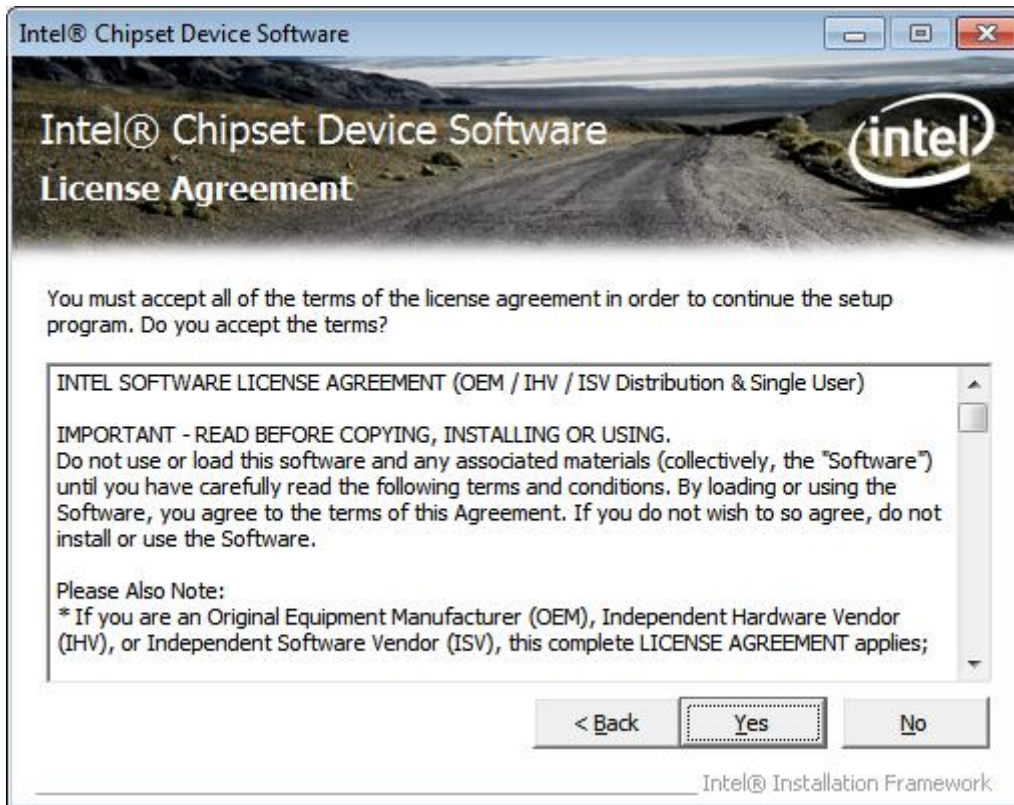 Intel® Chipset Device Software
Intel® Chipset Device Software
intel
License Agreement
You must accept all of the terms of the license agreement in order to continue the setup
program. Do you accept the terms?
INTEL SOFTWARE LICENSE AGREEMENT (OEM / IHV / ISV Distribution & Single User)
IMPORTANT - READ BEFORE COPYING, INSTALLING OR USING.
Do not use or load this software and any associated materials (collectively, the "Software")
until you have carefully read the following terms and conditions. By loading or using the
Software, you agree to the terms of this Agreement. If you do not wish to so agree, do not
install or use the Software.
Please Also Note:
* If you are an Original Equipment Manufacturer (OEM), Independent Hardware Vendor
(IHV), or Independent Software Vendor (ISV), this complete LICENSE AGREEMENT applies;
< Back Yes No
Intel® Installation Framework